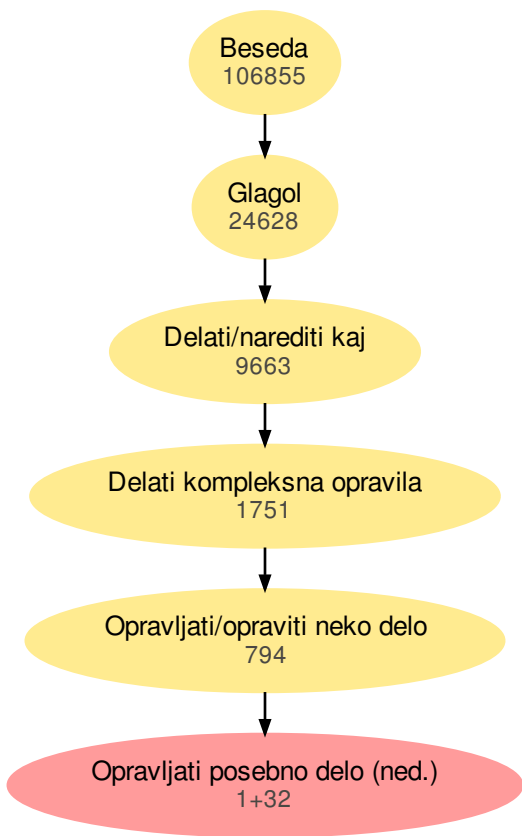 Beseda
106855
Glagol
24628
Delati/narediti kaj
9663
Delati kompleksna opravila
1751
Opravljati/opraviti neko delo
794
Opravljati posebno delo (ned.)
1+32